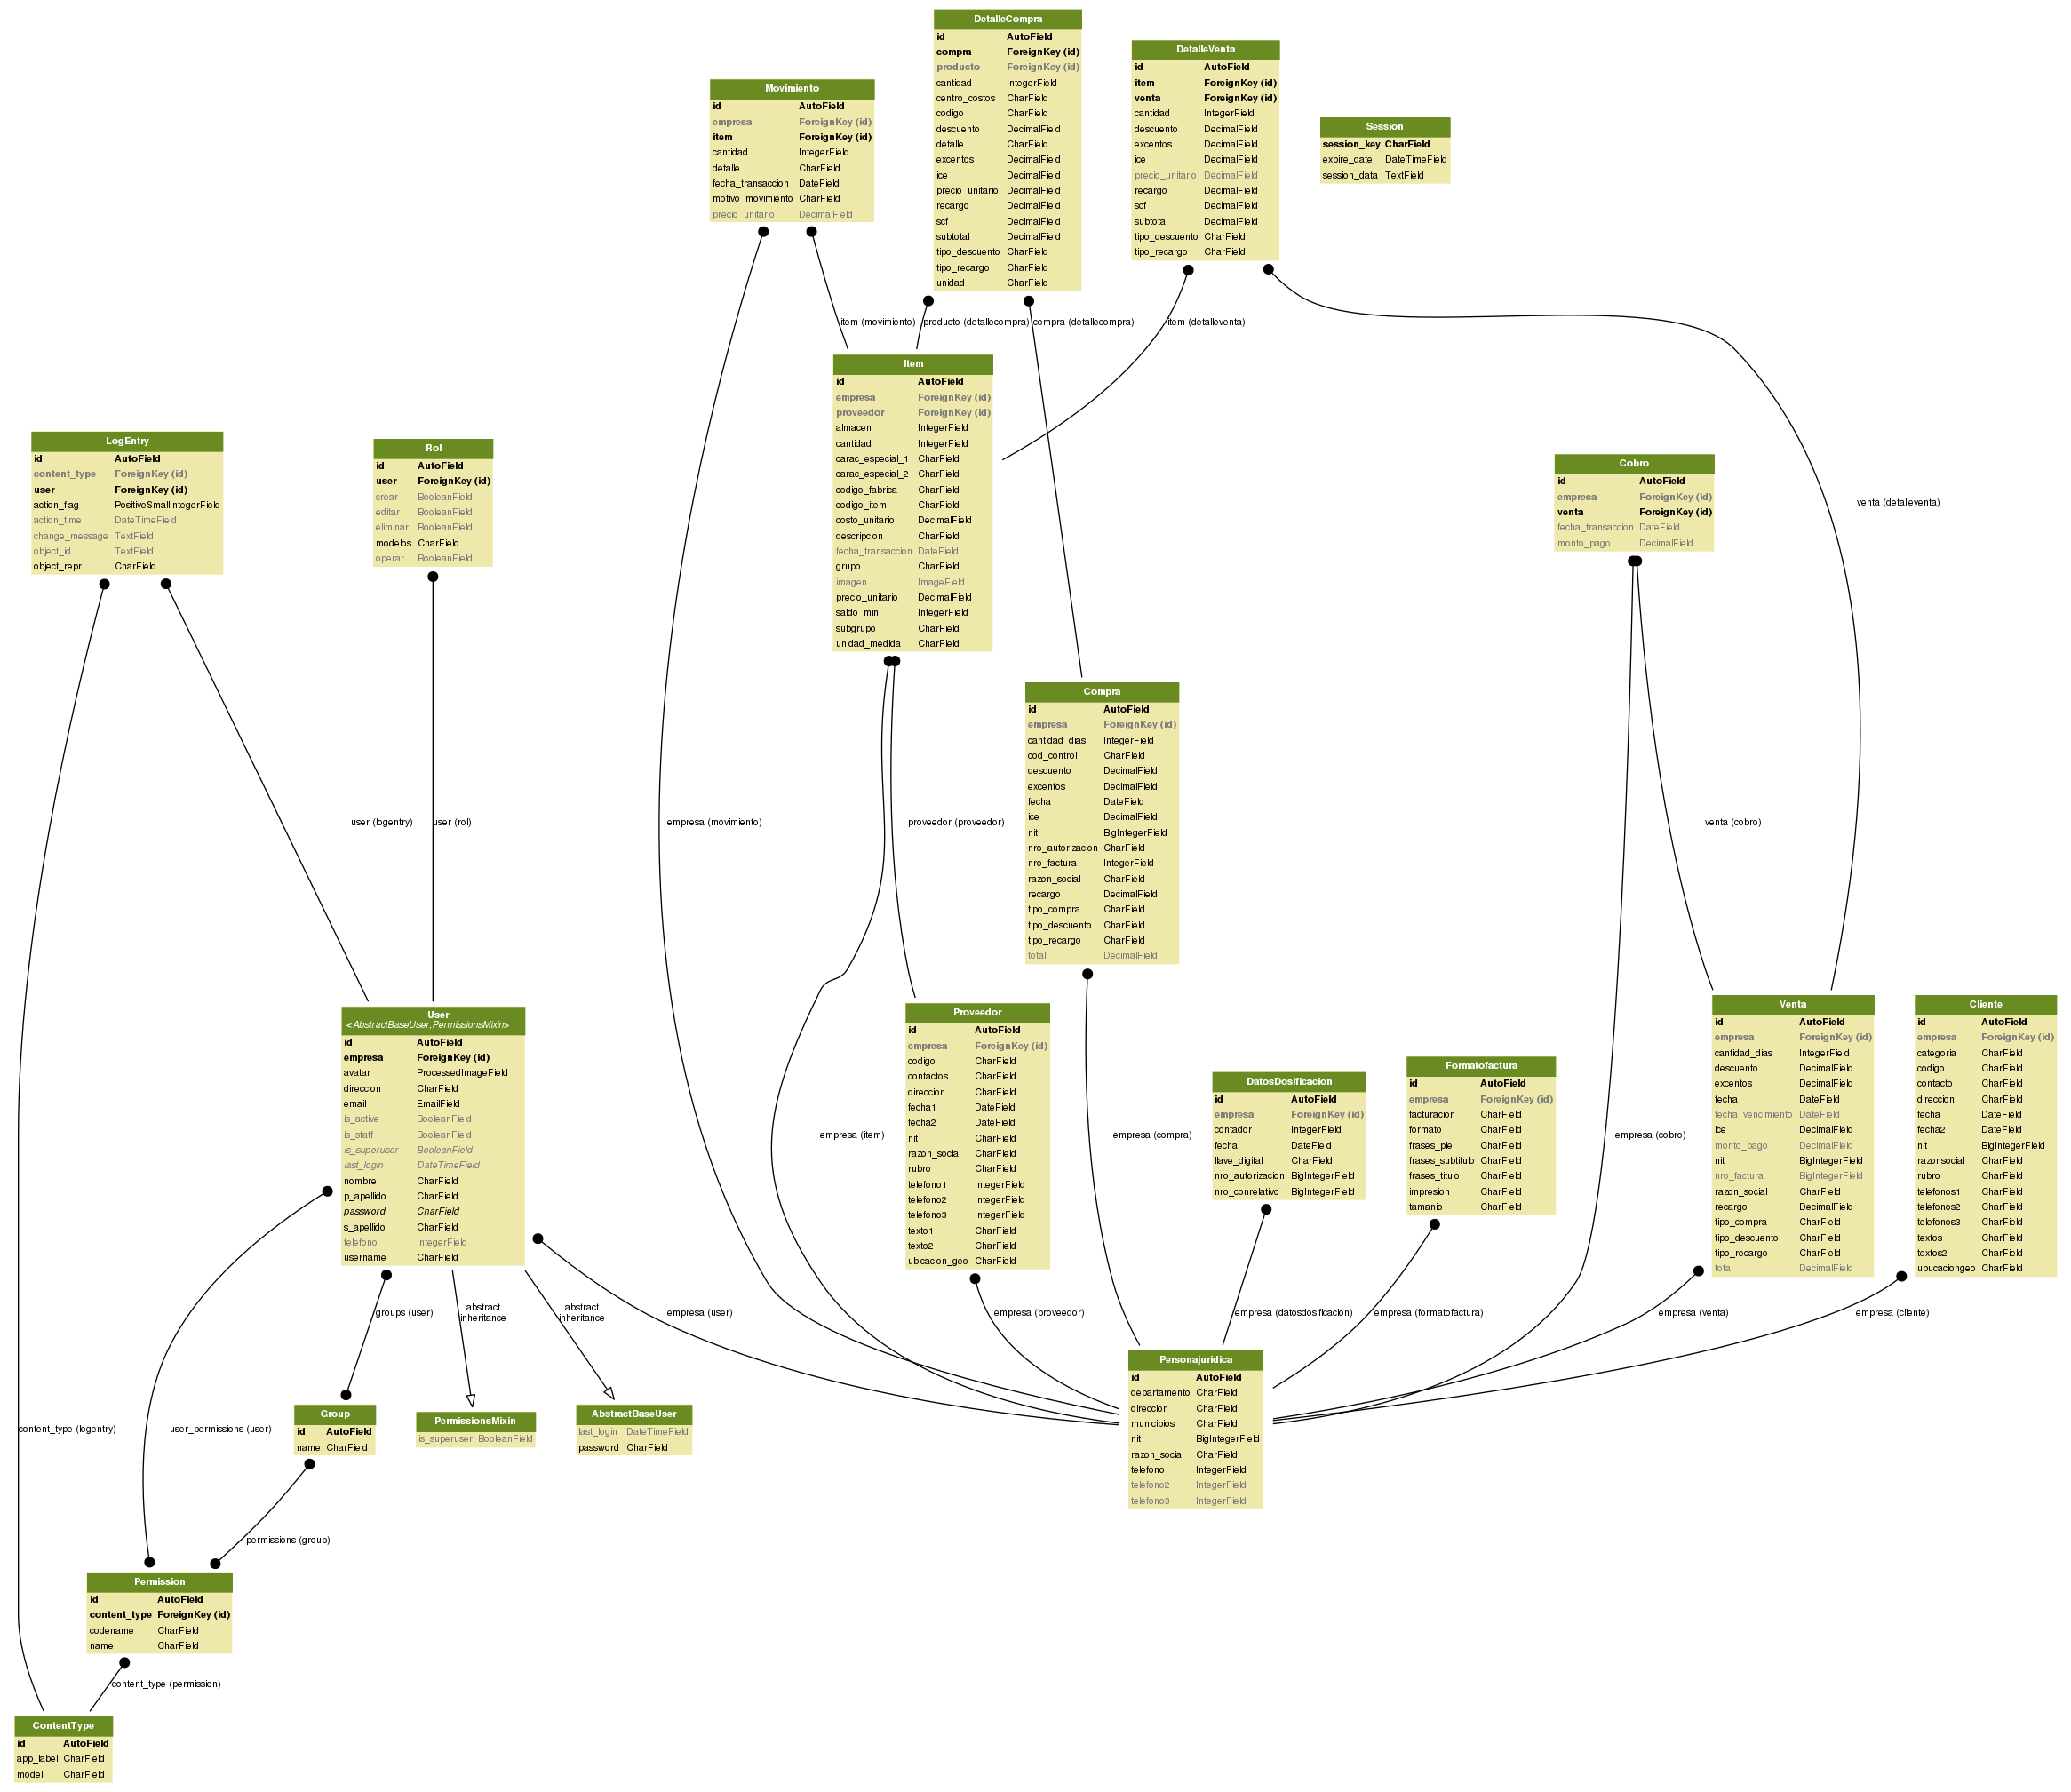 DetalleCompra
id AutoField
compra ForeignKey (id)
producto ForeignKey (id)
cantidad IntegerField
centro_costos CharField
codigo CharField
descuento DecimalField
detalle CharField
excentos DecimalField
ice DecimalField
precio_unitario DecimalField
recargo DecimalField
scf DecimalField
subtotal DecimalField
tipo_descuento CharField
tipo_recargo CharField
unidad CharField
DetalleVenta
id AutoField
item ForeignKey (id)
venta ForeignKey (id)
cantidad IntegerField
descuento DecimalField
excentos DecimalField
ice DecimalField
precio_unitario DecimalField
recargo DecimalField
scf DecimalField
subtotal DecimalField
tipo_descuento CharField
tipo_recargo CharField
Movimiento
id AutoField
empresa ForeignKey (id)
item ForeignKey (id)
cantidad IntegerField
detalle CharField
fecha_transaccion DateField
motivo_movimiento CharField
precio_unitario DecimalField
Session
session_key CharField
expire_date DateTimeField
session_data TextField
item (movimiento)
producto (detallecompra)
compra (detallecompra)
item (detalleventa)
Item
id AutoField
empresa ForeignKey (id)
proveedor ForeignKey (id)
almacen IntegerField
cantidad IntegerField
carac_especial_1 CharField
carac_especial_2 CharField
codigo_fabrica CharField
codigo_item CharField
costo_unitario DecimalField
descripcion CharField
fecha_transaccion DateField
grupo CharField
imagen ImageField
precio_unitario DecimalField
saldo_min IntegerField
subgrupo CharField
unidad_medida CharField
LogEntry
id AutoField
content_type ForeignKey (id)
user ForeignKey (id)
action_flag PositiveSmallIntegerField
action_time DateTimeField
change_message TextField
object_id TextField
object_repr CharField
Rol
id AutoField
user ForeignKey (id)
crear BooleanField
editar BooleanField
eliminar BooleanField
modelos CharField
operar BooleanField
Cobro
id AutoField
empresa ForeignKey (id)
venta ForeignKey (id)
fecha_transaccion DateField
monto_pago DecimalField
venta (detalleventa)
Compra
id AutoField
empresa ForeignKey (id)
cantidad_dias IntegerField
cod_control CharField
descuento DecimalField
excentos DecimalField
fecha DateField
ice DecimalField
nit BigIntegerField
nro_autorizacion CharField
nro_factura IntegerField
razon_social CharField
recargo DecimalField
tipo_compra CharField
tipo_descuento CharField
tipo_recargo CharField
total DecimalField
user (logentry)
user (rol)
empresa (movimiento)
proveedor (proveedor)
venta (cobro)
User
<AbstractBaseUser,PermissionsMixin>
id AutoField
empresa ForeignKey (id)
avatar ProcessedImageField
direccion CharField
email EmailField
is_active BooleanField
is_staff BooleanField
is_superuser BooleanField
last_login DateTimeField
nombre CharField
p_apellido CharField
password CharField
s_apellido CharField
telefono IntegerField
username CharField
Proveedor
id AutoField
empresa ForeignKey (id)
codigo CharField
contactos CharField
direccion CharField
fecha1 DateField
fecha2 DateField
nit CharField
razon_social CharField
rubro CharField
telefono1 IntegerField
telefono2 IntegerField
telefono3 IntegerField
texto1 CharField
texto2 CharField
ubicacion_geo CharField
DatosDosificacion
id AutoField
empresa ForeignKey (id)
contador IntegerField
fecha DateField
llave_digital CharField
nro_autorizacion BigIntegerField
nro_conrelativo BigIntegerField
Formatofactura
id AutoField
empresa ForeignKey (id)
facturacion CharField
formato CharField
frases_pie CharField
frases_subtitulo CharField
frases_titulo CharField
impresion CharField
tamanio CharField
Venta
id AutoField
empresa ForeignKey (id)
cantidad_dias IntegerField
descuento DecimalField
excentos DecimalField
fecha DateField
fecha_vencimiento DateField
ice DecimalField
monto_pago DecimalField
nit BigIntegerField
nro_factura BigIntegerField
razon_social CharField
recargo DecimalField
tipo_compra CharField
tipo_descuento CharField
tipo_recargo CharField
total DecimalField
Cliente
id AutoField
empresa ForeignKey (id)
categoria CharField
codigo CharField
contacto CharField
direccion CharField
fecha DateField
fecha2 DateField
nit BigIntegerField
razonsocial CharField
rubro CharField
telefonos1 CharField
telefonos2 CharField
telefonos3 CharField
textos CharField
textos2 CharField
ubucaciongeo CharField
empresa (item)
empresa (compra)
empresa (cobro)
groups (user)
abstract
inheritance
abstract
inheritance
empresa (user)
empresa (proveedor)
empresa (datosdosificacion)
empresa (formatofactura)
empresa (venta)
empresa (cliente)
Personajuridica
id AutoField
departamento CharField
direccion CharField
municipios CharField
nit BigIntegerField
razon_social CharField
telefono IntegerField
telefono2 IntegerField
telefono3 IntegerField
Group
id AutoField
name CharField
PermissionsMixin
is_superuser BooleanField
AbstractBaseUser
last_login DateTimeField
password CharField
content_type (logentry)
user_permissions (user)
permissions (group)
Permission
id AutoField
content_type ForeignKey (id)
codename CharField
name CharField
content_type (permission)
ContentType
id AutoField
app_label CharField
model CharField